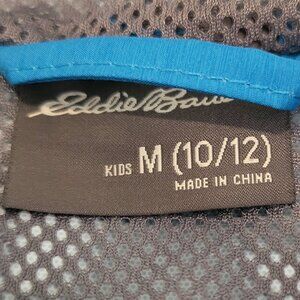 Eddie Bau
KIDS M (10/12)
MADE IN CHINA